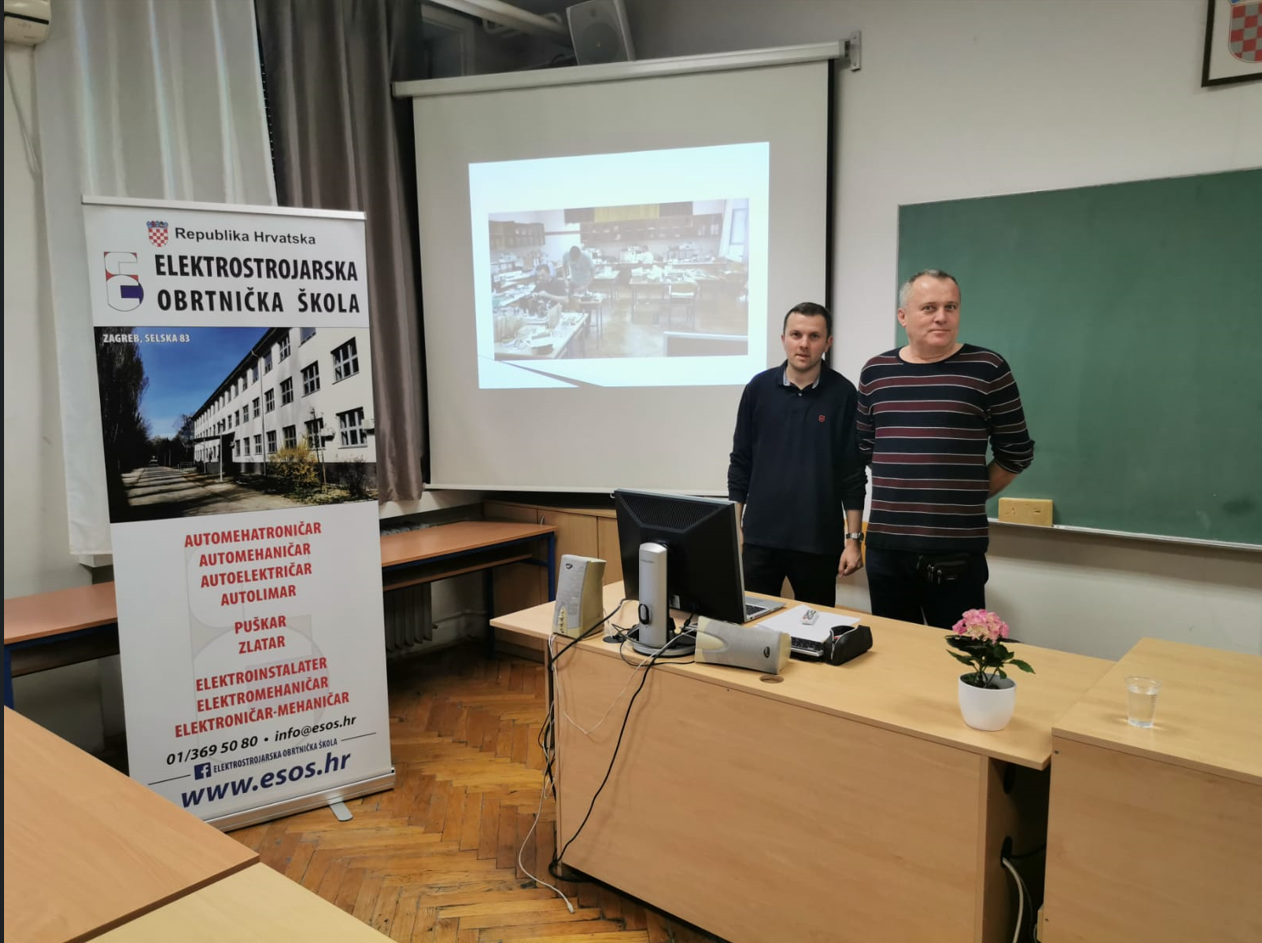 Republika Hrvatska
ELEKTROSTROJARSKA
OBRTNIČKA ŠKOLA
ZAGREB, SELSKA 83
AUTOMEHATRONIČAR
AUTOMEHANIČAR
AUTOELEKTRIČAR
AUTOLIMAR
PUŠKAR
ZLATAR
ELEKTROINSTALATER
ELEKTROMEHANIČAR
ELEKTRONIČAR-MEHANIČAR
01/369 50 80 • info@esos.hr
ELEKTROSTROJARSKA OBRTNIČKA ŠKOLA
www.esos.hr